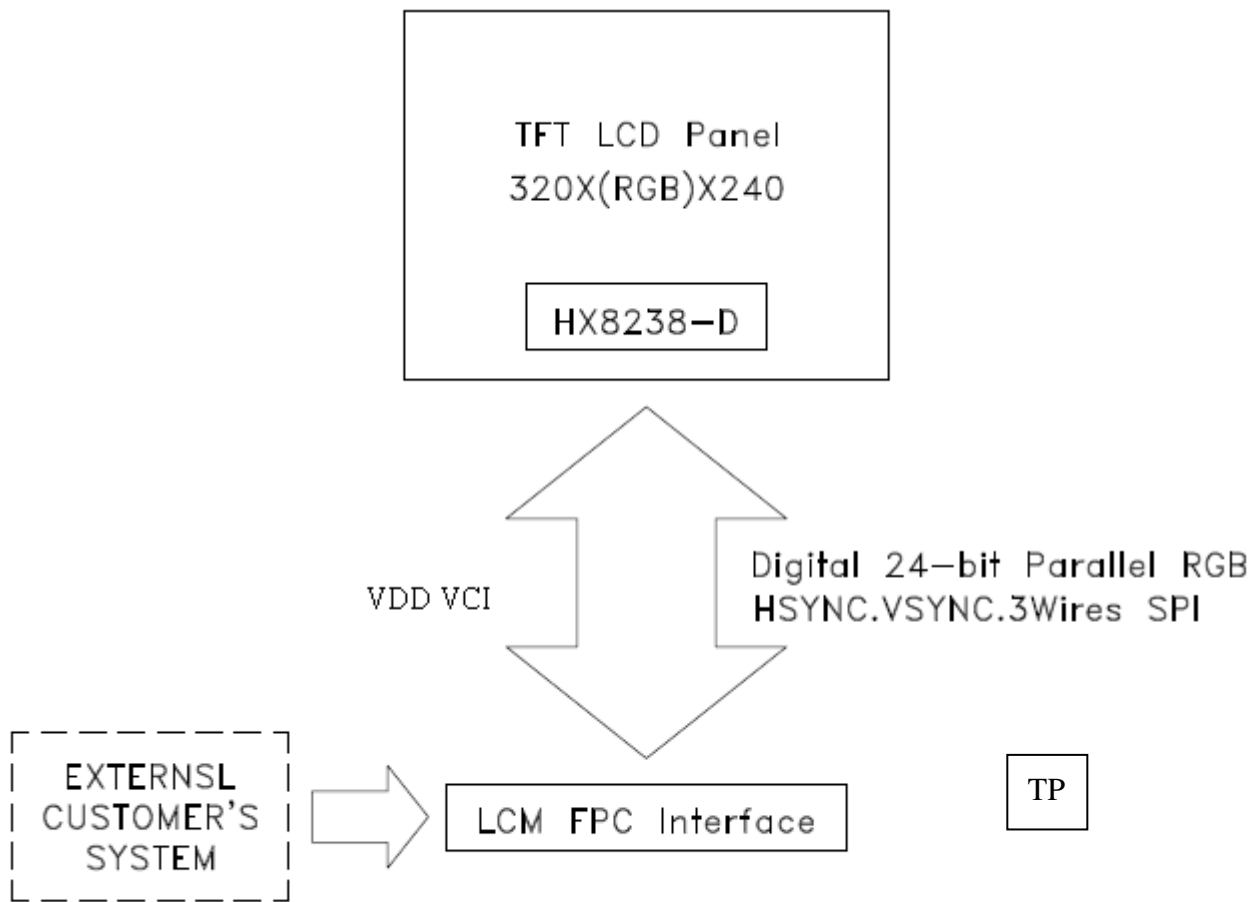 TFT LCD Panel
320X(RGB)X240
HX8238-D
VDD VCI
Digital 24-bit Parallel RGB
HSYNC.VSYNC.3Wires SPI
EXTERNSL
CUSTOMER'S
SYSTEM
LCM FPC Interface
TP